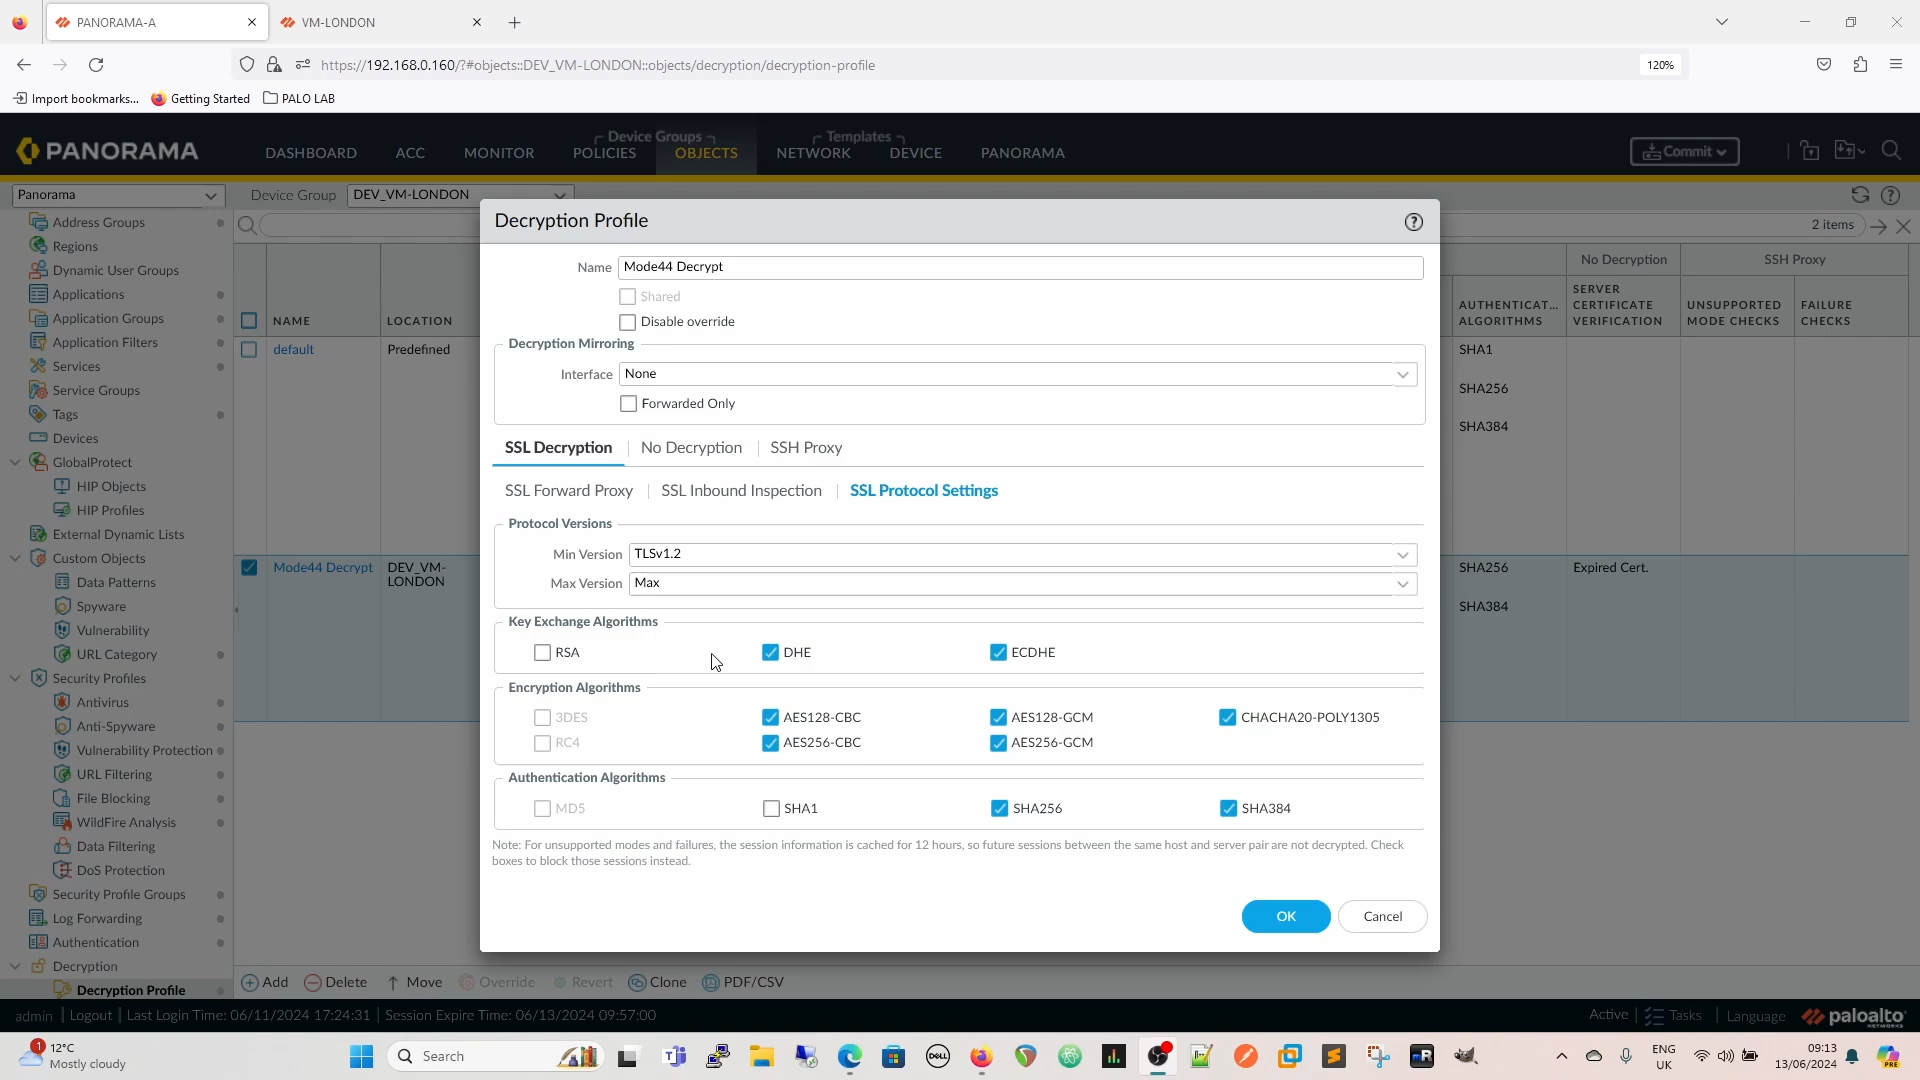 PANORAMA-A
VM-LONDON
https://192.168.0.160/?#objects::DEV_VM-LONDON::objects/decryption/decryption-profile
120%
Import bookmarks...
Getting Started
PALO LAB
PANORAMA
DASHBOARD
ACC
MONITOR
Device Groups
POLICIES
OBJECTS
Templates
NETWORK
DEVICE
PANORAMA
Commit
Panorama
Device Group
DEV_VM-LONDON
2 items
Address Groups
Regions
Dynamic User Groups
Applications
Application Groups
Application Filters
Services
Service Groups
Tags
Devices
GlobalProtect
HIP Objects
HIP Profiles
External Dynamic Lists
Custom Objects
Data Patterns
Spyware
Vulnerability
URL Category
Security Profiles
Antivirus
Anti-Spyware
Vulnerability Protection
URL Filtering
File Blocking
WildFire Analysis
Data Filtering
DoS Protection
Security Profile Groups
Log Forwarding
Authentication
Decryption
Decryption Profile
NAME
LOCATION
default
Predefined
Mode44 Decrypt
DEV_VM-
LONDON
No Decryption
SSH Proxy
AUTHENTICAT...
ALGORITHMS
SERVER
CERTIFICATE
VERIFICATION
UNSUPPORTED
MODE CHECKS
FAILURE
CHECKS
SHA1
SHA256
SHA384
SHA256
Expired Cert.
SHA384
Decryption Profile
Name
Mode44 Decrypt
Shared
Disable override
Decryption Mirroring
Interface
None
Forwarded Only
SSL Decryption
No Decryption
SSH Proxy
SSL Forward Proxy
SSL Inbound Inspection
SSL Protocol Settings
Protocol Versions
Min Version
TLSv1.2
Max Version
Max
Key Exchange Algorithms
RSA
DHE
ECDHE
Encryption Algorithms
3DES
AES128-CBC
AES128-GCM
CHACHA20-POLY1305
RC4
AES256-CBC
AES256-GCM
Authentication Algorithms
MD5
SHA1
SHA256
SHA384
Note: For unsupported modes and failures, the session information is cached for 12 hours, so future sessions between the same host and server pair are not decrypted. Check
boxes to block those sessions instead.
OK
Cancel
Add
Delete
Move
Override
Revert
Clone
PDF/CSV
admin
Logout
Last Login Time: 06/11/2024 17:24:31
Session Expire Time: 06/13/2024 09:57:00
Active
Tasks
Language
paloalto
NETWORKS
1
12°C
Mostly cloudy
Search
DELL
mR
ENG
UK
09:13
13/06/2024
PRE